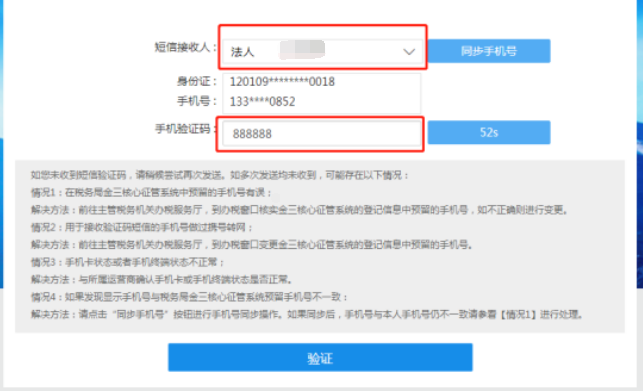 短信接收人：
法人
同步手机号
身份证：
120109********0018
手机号：
133****0852
手机验证码：
888888
52s
如您未收到短信验证码，请稍候尝试再次发送。如多次发送均未收到，可能存在以下情况：
情况1：在税务局金三核心征管系统中预留的手机号有误；
解决方法：前往主管税务机关办税服务厅，到办税窗口核实金三核心征管系统的登记信息中预留的手机号，如不正确则进行变更。
情况2：用于接收验证码短信的手机号做过携号转网；
解决方法：前往主管税务机关办税服务厅，到办税窗口变更金三核心征管系统的登记信息中预留的手机号。
情况3：手机卡状态或者手机终端状态不正常；
解决方法：与所属运营商确认手机卡或手机终端状态是否正常。
情况4：如果发现显示手机号与税务局金三核心征管系统预留手机号不一致：
解决方法：请点击“同步手机号”按钮进行手机号同步操作。如果同步后，手机号与本人手机号仍不一致请参看【情况1】进行处理。
验证